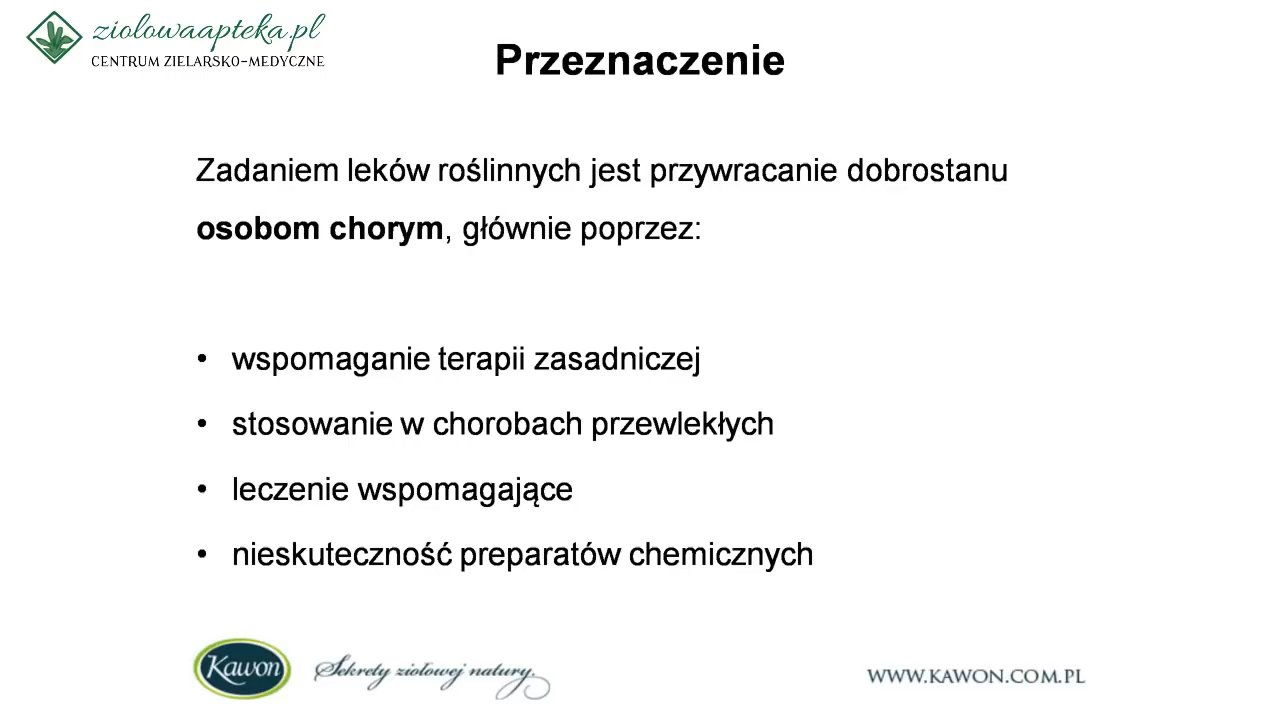 ziolowaapteka.pl
CENTRUM ZIELARSKO-MEDYCZNE
Przeznaczenie
Zadaniem leków roślinnych jest przywracanie dobrostanu
osobom chorym, głównie poprzez:
• wspomaganie terapii zasadniczej
• stosowanie w chorobach przewlekłych
• leczenie wspomagające
• nieskuteczność preparatów chemicznych
Kawon
Sekrety ziołowej natury.
WWW.KAWON.COM.PL